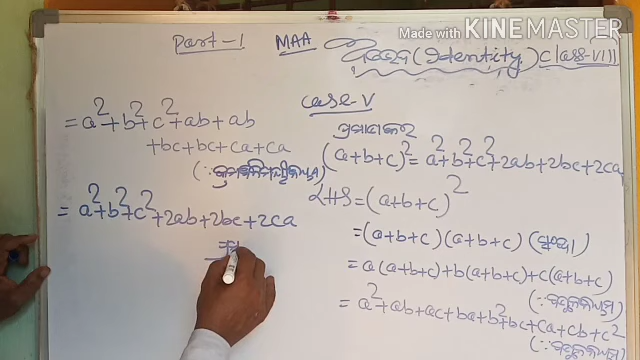 Made with KINEMASTER
Part-1 MAA (Identity) Class-VIII
Case-V
ପ୍ରମାଣ କର
(a+b+c)² = a²+b²+c²+2ab+2bc+2ca
LHS = (a+b+c)²
= (a+b+c)(a+b+c)
= a(a+b+c)+b(a+b+c)+c(a+b+c)
= a²+ab+ac+ba+b²+bc+ca+cb+c²
= a²+b²+c²+ab+ab
+bc+bc+ca+ca
= a²+b²+c²+2ab+2bc+2ca